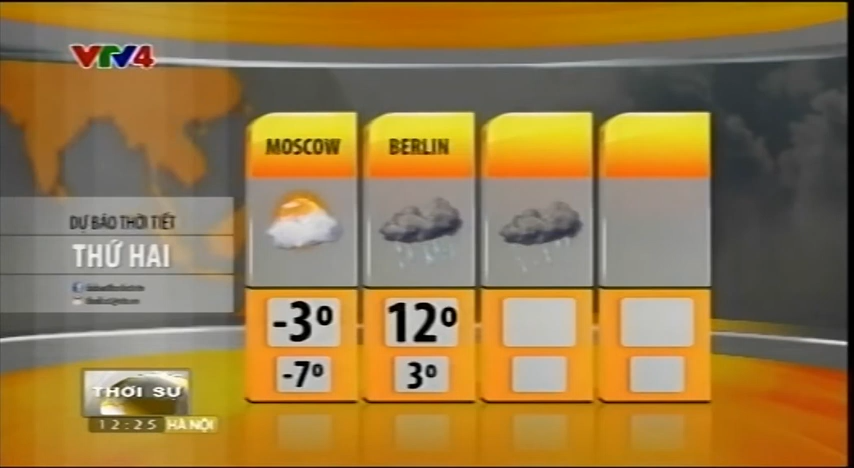 VTV4
MOSCOW
BERLIN
DỰ BÁO THỜI TIẾT
THỨ HAI
-3º
12º
-7º
3º
THỜI SỰ
12:25 HÀ NỘI